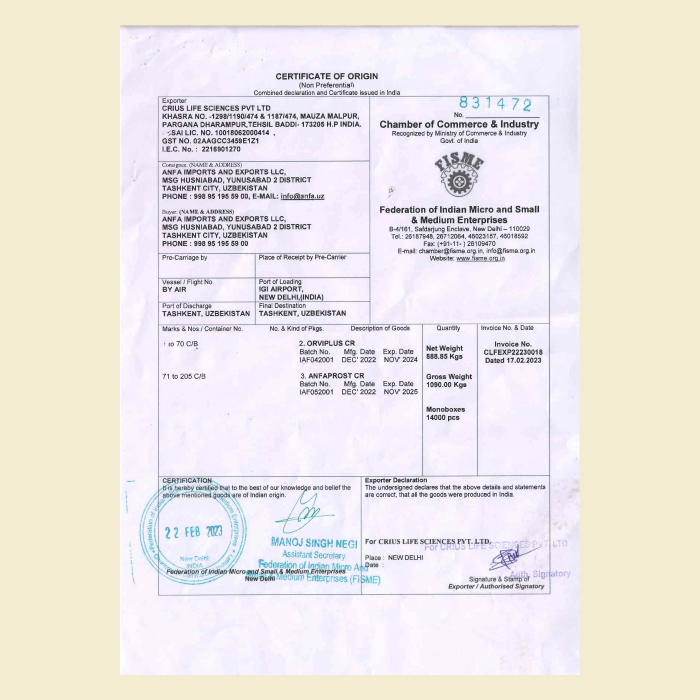 CERTIFICATE OF ORIGIN
(Non Preferential)
Combined declaration and Certificate issued in India
Exporter
CRIUS LIFE SCIENCES PVT LTD
KHASRA NO. -1298/1190/474 & 1187/474, MAUZA MALPUR,
PARGANA DHARAMPUR,TEHSIL BADDI- 173205 H.P INDIA.
SAI LIC. NO. 10018062000414
GST NO. 02AAGCC3459E1Z1
I.E.C. No. : 2216901270
831472
No.
Chamber of Commerce & Industry
Recognized by Ministry of Commerce & Industry
Govt. of India
FISME
Federation of Indian Micro and Small
& Medium Enterprises
B-4/161, Safdarjung Enclave, New Delhi – 110029
Tel.: 26187948, 26712064, 46023157, 46018592
Fax: (+91-11- ) 26109470
E-mail: chamber@fisme.org.in, info@fisme.org.in
Website: www.fisme.org.in
Consignee. (NAME & ADDRESS)
ANFA IMPORTS AND EXPORTS LLC,
MSG HUSNIABAD, YUNUSABAD 2 DISTRICT
TASHKENT CITY, UZBEKISTAN
PHONE : 998 95 195 59 00, E-MAIL: info@anfa.uz
Buyer: (NAME & ADDRESS)
ANFA IMPORTS AND EXPORTS LLC,
MSG HUSNIABAD, YUNUSABAD 2 DISTRICT
TASHKENT CITY, UZBEKISTAN
PHONE : 998 95 195 59 00
Pre-Carriage by
Place of Receipt by Pre-Carrier
Vessel / Flight No.
BY AIR
Port of Loading
IGI AIRPORT,
NEW DELHI,(INDIA)
Port of Discharge
TASHKENT, UZBEKISTAN
Final Destination
TASHKENT, UZBEKISTAN
Marks & Nos./ Container No. No. & Kind of Pkgs. Description of Goods Quantity Invoice No. & Date
to 70 C/B
2. ORVIPLUS CR
Batch No. Mfg. Date Exp. Date
IAF042001 DEC' 2022 NOV' 2024
71 to 205 C/B
3. ANFAPROST CR
Batch No. Mfg. Date Exp. Date
IAF052001 DEC' 2022 NOV' 2025
Net Weight
888.85 Kgs
Gross Weight
1090.00 Kgs
Monoboxes
14000 pcs
Invoice No.
CLFEXP22230018
Dated 17.02.2023
CERTIFICATION
It is hereby certified that to the best of our knowledge and belief the
above mentioned goods are of Indian origin.
22 FEB 2023
New Delhi
INDIA
MANOJ SINGH NEGI
Assistant Secretary
Federation of Indian Micro And
Medium Enterprises (FISME)
Federation of Indian Micro and Small & Medium Enterprises
New Delhi
Exporter Declaration
The undersigned declares that the above details and statements
are correct, that all the goods were produced in India.
For CRIUS LIFE SCIENCES PVT. LTD.
For CRIUS LIFE SCIENCES PVT. LTD
Place : NEW DELHI
Date :
Auth. Signatory
Signature & Stamp of
Exporter / Authorised Signatory